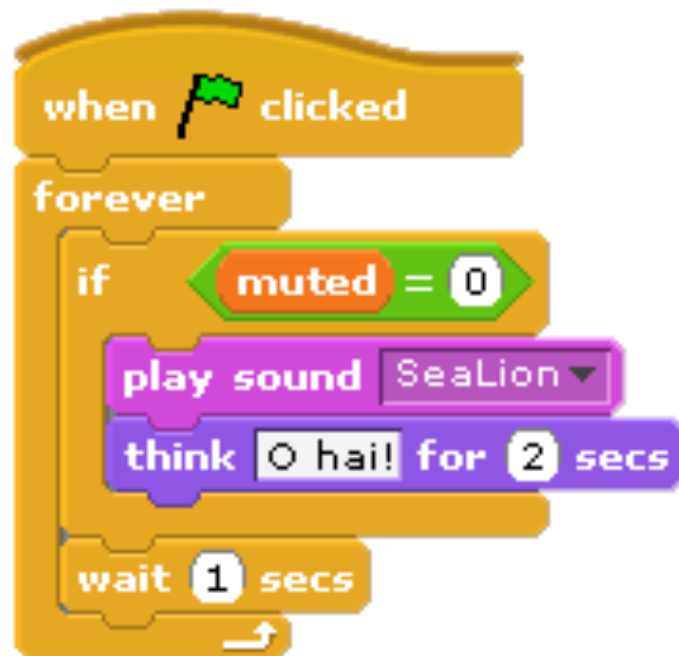 when clicked
forever
if muted = 0
play sound SeaLion
think O hai! for 2 secs
wait 1 secs